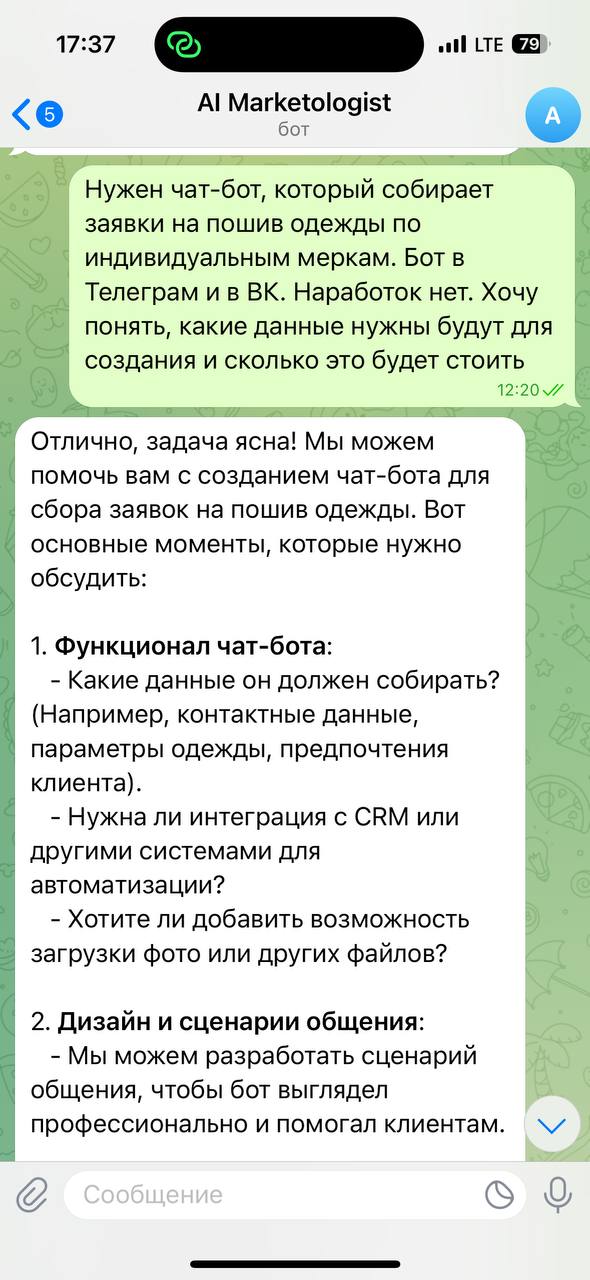 17:37
LTE 79
5
AI Marketologist
бот
A
Нужен чат-бот, который собирает
заявки на пошив одежды по
индивидуальным меркам. Бот в
Телеграм и в ВК. Наработок нет. Хочу
понять, какие данные нужны будут для
создания и сколько это будет стоить
12:20
Отлично, задача ясна! Мы можем
помочь вам с созданием чат-бота для
сбора заявок на пошив одежды. Вот
основные моменты, которые нужно
обсудить:
1. Функционал чат-бота:
- Какие данные он должен собирать?
(Например, контактные данные,
параметры одежды, предпочтения
клиента).
- Нужна ли интеграция с CRM или
другими системами для
автоматизации?
- Хотите ли добавить возможность
загрузки фото или других файлов?
2. Дизайн и сценарии общения:
- Мы можем разработать сценарий
общения, чтобы бот выглядел
профессионально и помогал клиентам.
Сообщение